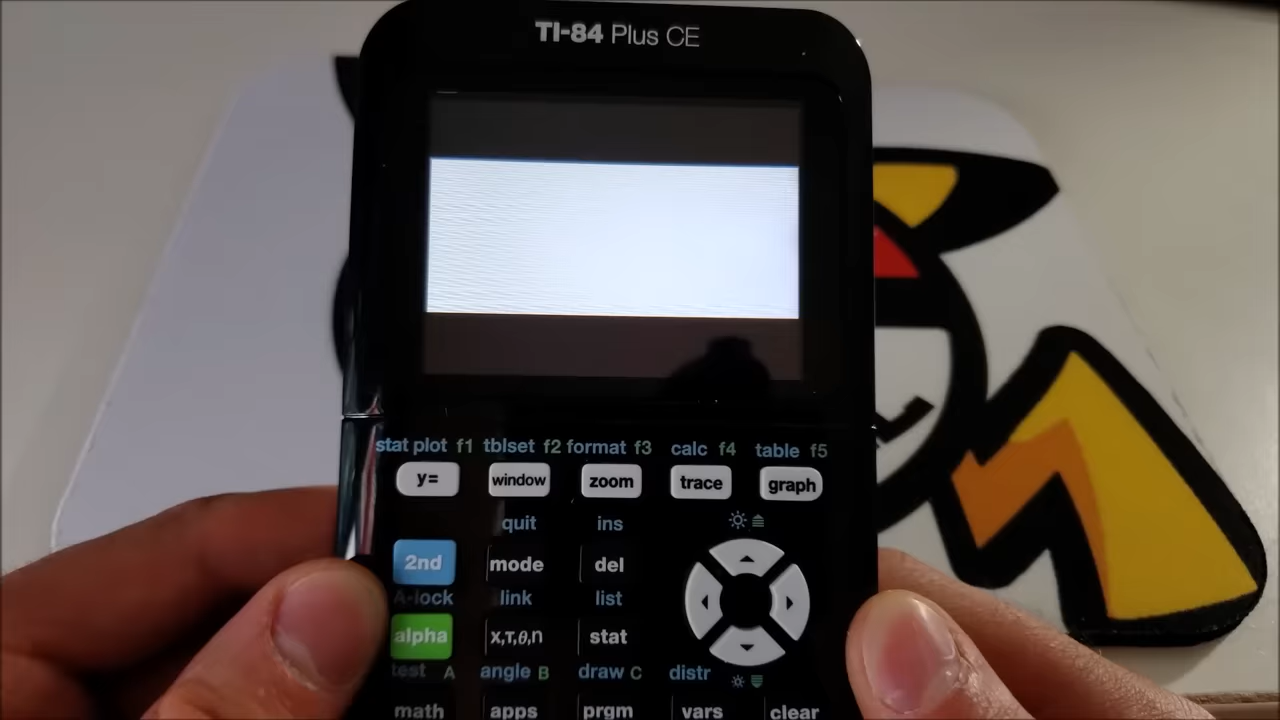 TI-84 Plus CE
stat plot f1 tblset f2 format f3 calc f4 table f5
y= window zoom trace graph
quit ins
2nd mode del
A-lock link list
alpha X,T,θ,n stat
test A angle B draw C distr
math apps prgm vars clear